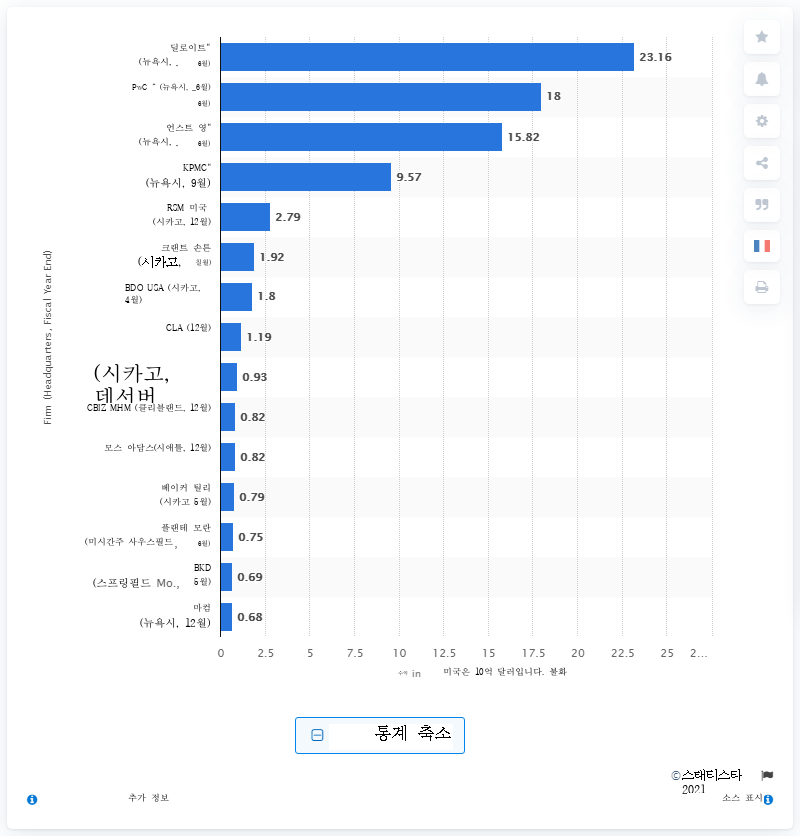 딜로이트"
(뉴욕시, . 6월)
23.16
PwC " (뉴욕시, _6월)
6월)
18
언스트 영"
(뉴욕시, . 6월)
15.82
KPMG"
(뉴욕시, 9월)
9.57
RSM 미국
(시카고, 12월)
2.79
그랜트 손튼
(시카고,
1.92
BDO USA (시카고,
4월)
1.8
CLA (12월)
1.19
(시카고,
데서버
0.93
CBIZ MHM (클리블랜드, 12월)
0.82
모스 아담스(시애틀, 12월)
0.82
베이커 틸리
(시카고 5월)
0.79
플랜테 모란
(미시간주 사우스필드, 6월)
0.75
BKD
(스프링필드 Mo., 5월)
0.69
마컴
(뉴욕시, 12월)
0.68
Firm (Headquarters, Fiscal Year End)
0 2.5 5 7.5 10 12.5 15 17.5 20 22.5 25 2…
수익 in 미국은 10억 달러입니다. 불화
통계 축소
©스태티스타
2021
추가 정보
소스 표시